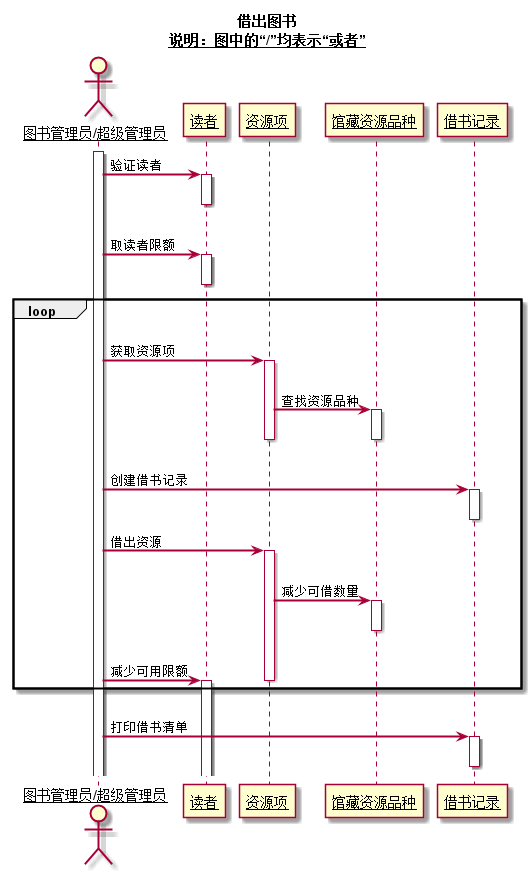 借出图书
说明：图中的“/”均表示“或者”
图书管理员/超级管理员
读者
资源项
馆藏资源品种
借书记录
验证读者
取读者限额
loop
获取资源项
查找资源品种
创建借书记录
借出资源
减少可借数量
减少可用限额
打印借书清单
图书管理员/超级管理员
读者
资源项
馆藏资源品种
借书记录